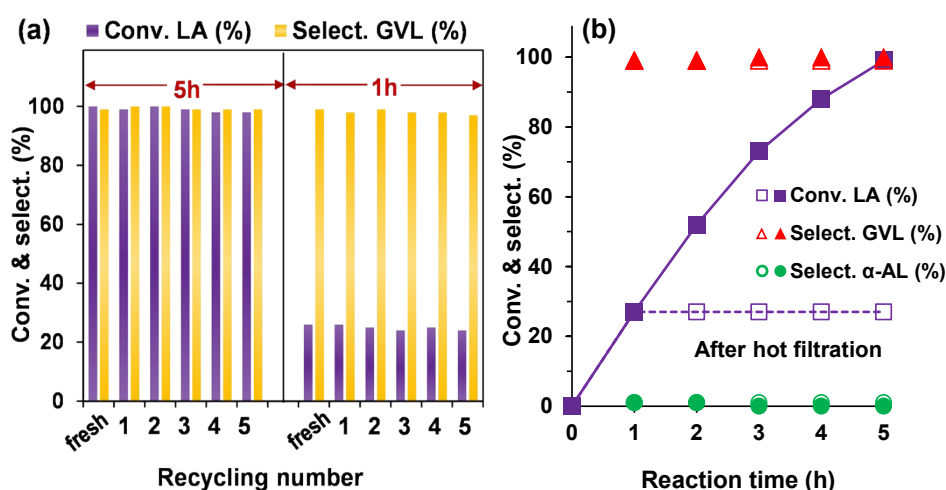 (a) Conv. LA (%) Select. GVL (%)
5h 1h
100
80
60
40
20
0
Conv. & select. (%)
fresh 1 2 3 4 5 fresh 1 2 3 4 5
Recycling number
(b)
100
80
60
40
20
0
Conv. & select. (%)
Conv. LA (%)
Select. GVL (%)
Select. α-AL (%)
After hot filtration
0 1 2 3 4 5
Reaction time (h)